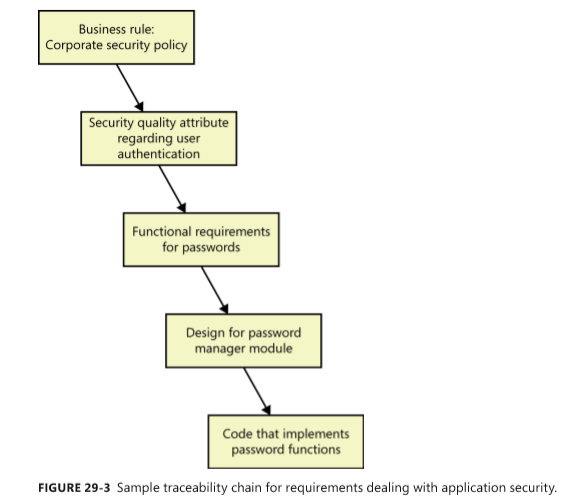 Business rule:
Corporate security policy
Security quality attribute
regarding user
authentication
Functional requirements
for passwords
Design for password
manager module
Code that implements
password functions
FIGURE 29-3 Sample traceability chain for requirements dealing with application security.